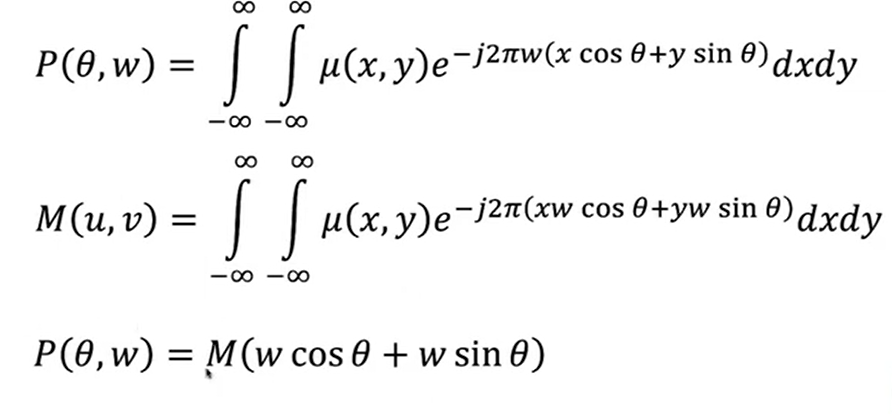 P(θ, w) = ∫_{-∞}^{∞} ∫_{-∞}^{∞} μ(x, y)e^{-j2πw(x cos θ+y sin θ)} dxdy
M(u, v) = ∫_{-∞}^{∞} ∫_{-∞}^{∞} μ(x, y)e^{-j2π(xw cos θ+yw sin θ)} dxdy
P(θ, w) = M(w cos θ + w sin θ)